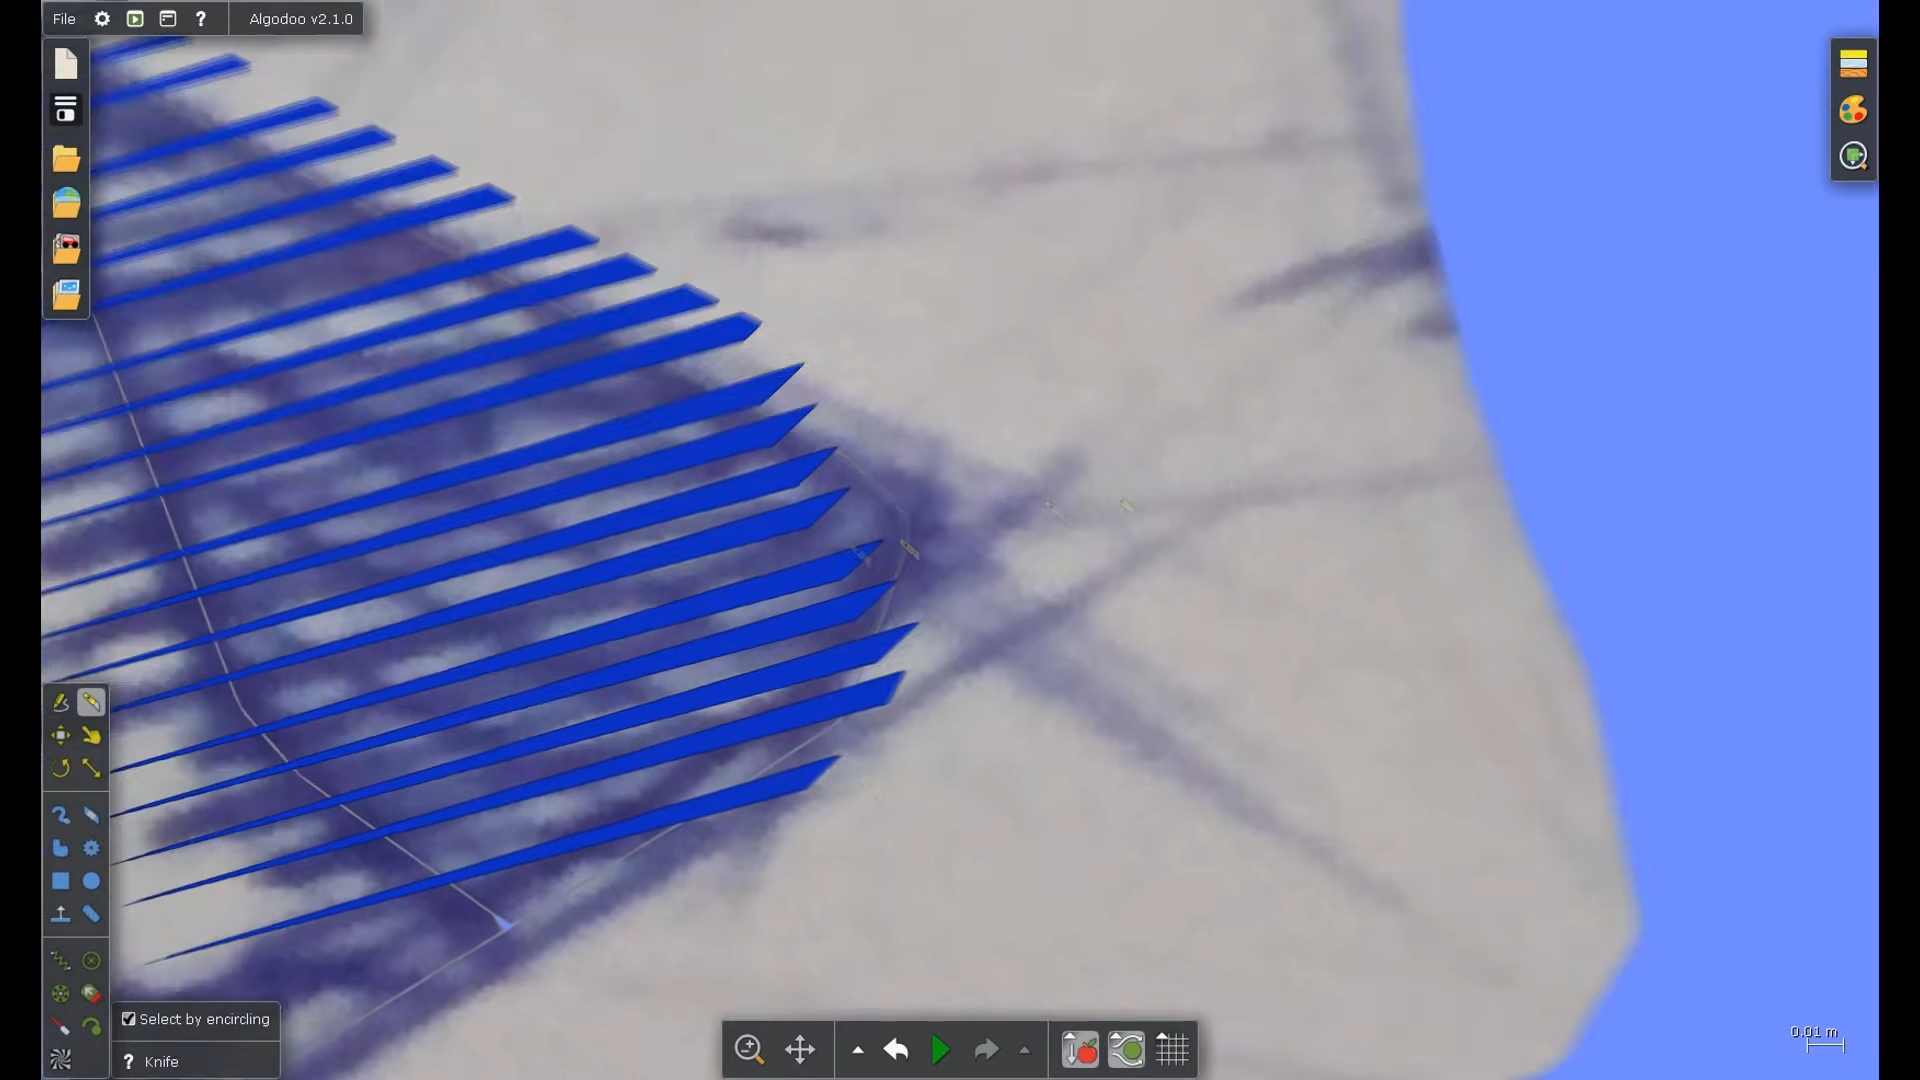 File ? Algodoo v2.1.0
Select by encircling
? Knife
0.01 m